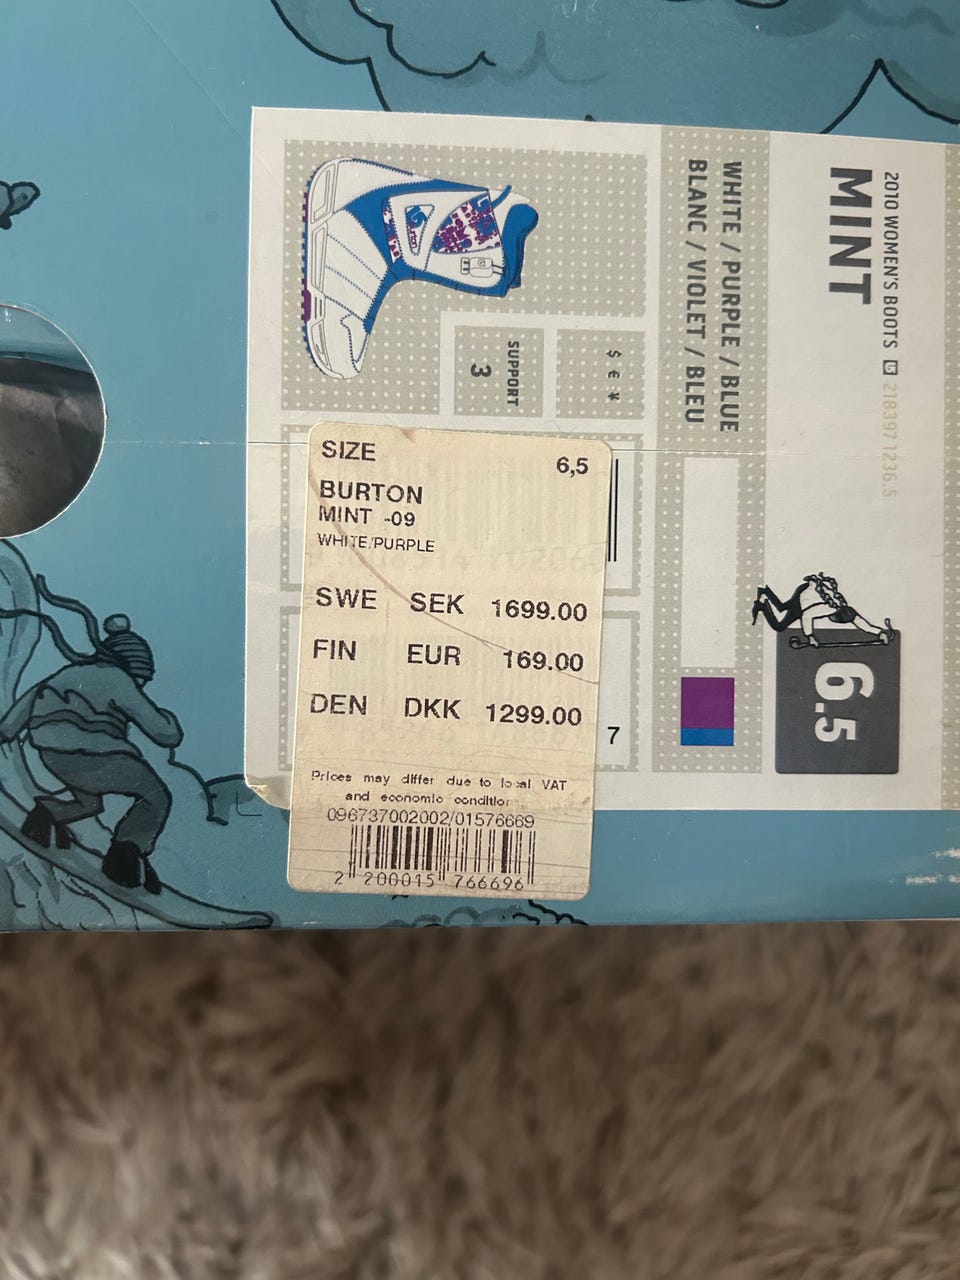 2010 WOMEN'S BOOTS
MINT
WHITE / PURPLE / BLUE
BLANC / VIOLET / BLEU
$ € ¥
SUPPORT
3
6.5
7
SIZE 6,5
BURTON
MINT -09
WHITE/PURPLE
SWE SEK 1699.00
FIN EUR 169.00
DEN DKK 1299.00
Prices may differ due to local VAT
and economic condition
096737002002/01576669
2 200015 766696